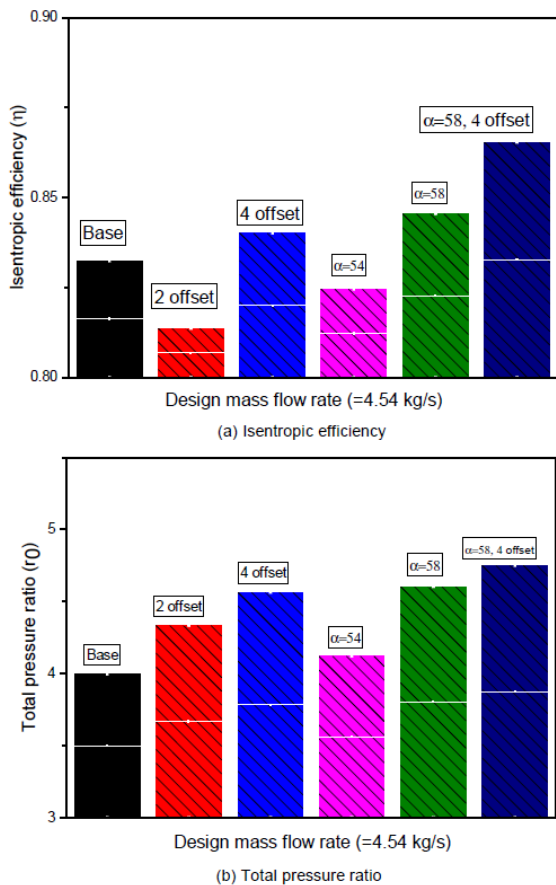 0.90
0.85
0.80
Isentropic efficiency (η)
Base
2 offset
4 offset
α=54
α=58
α=58, 4 offset
Design mass flow rate (=4.54 kg/s)
(a) Isentropic efficiency
5
4
3
Total pressure ratio (r0)
Base
2 offset
4 offset
α=54
α=58
α=58, 4 offset
Design mass flow rate (=4.54 kg/s)
(b) Total pressure ratio